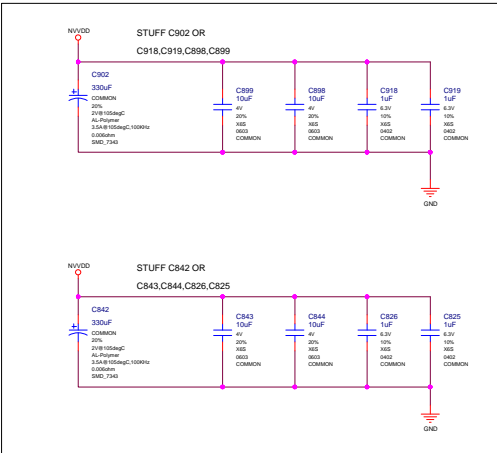 NVVDD
STUFF C902 OR
C918,C919,C898,C899
C902
330uF
COMMON
20%
2V@105degC
AL-Polymer
3.5A@105degC,100KHz
0.006ohm
SMD_7343
C899
10uF
4V
20%
X6S
0603
COMMON
C898
10uF
4V
20%
X6S
0603
COMMON
C918
1uF
6.3V
10%
X6S
0402
COMMON
C919
1uF
6.3V
10%
X6S
0402
COMMON
GND
NVVDD
STUFF C842 OR
C843,C844,C826,C825
C842
330uF
COMMON
20%
2V@105degC
AL-Polymer
3.5A@105degC,100KHz
0.006ohm
SMD_7343
C843
10uF
4V
20%
X6S
0603
COMMON
C844
10uF
4V
20%
X6S
0603
COMMON
C826
1uF
6.3V
10%
X6S
0402
COMMON
C825
1uF
6.3V
10%
X6S
0402
COMMON
GND